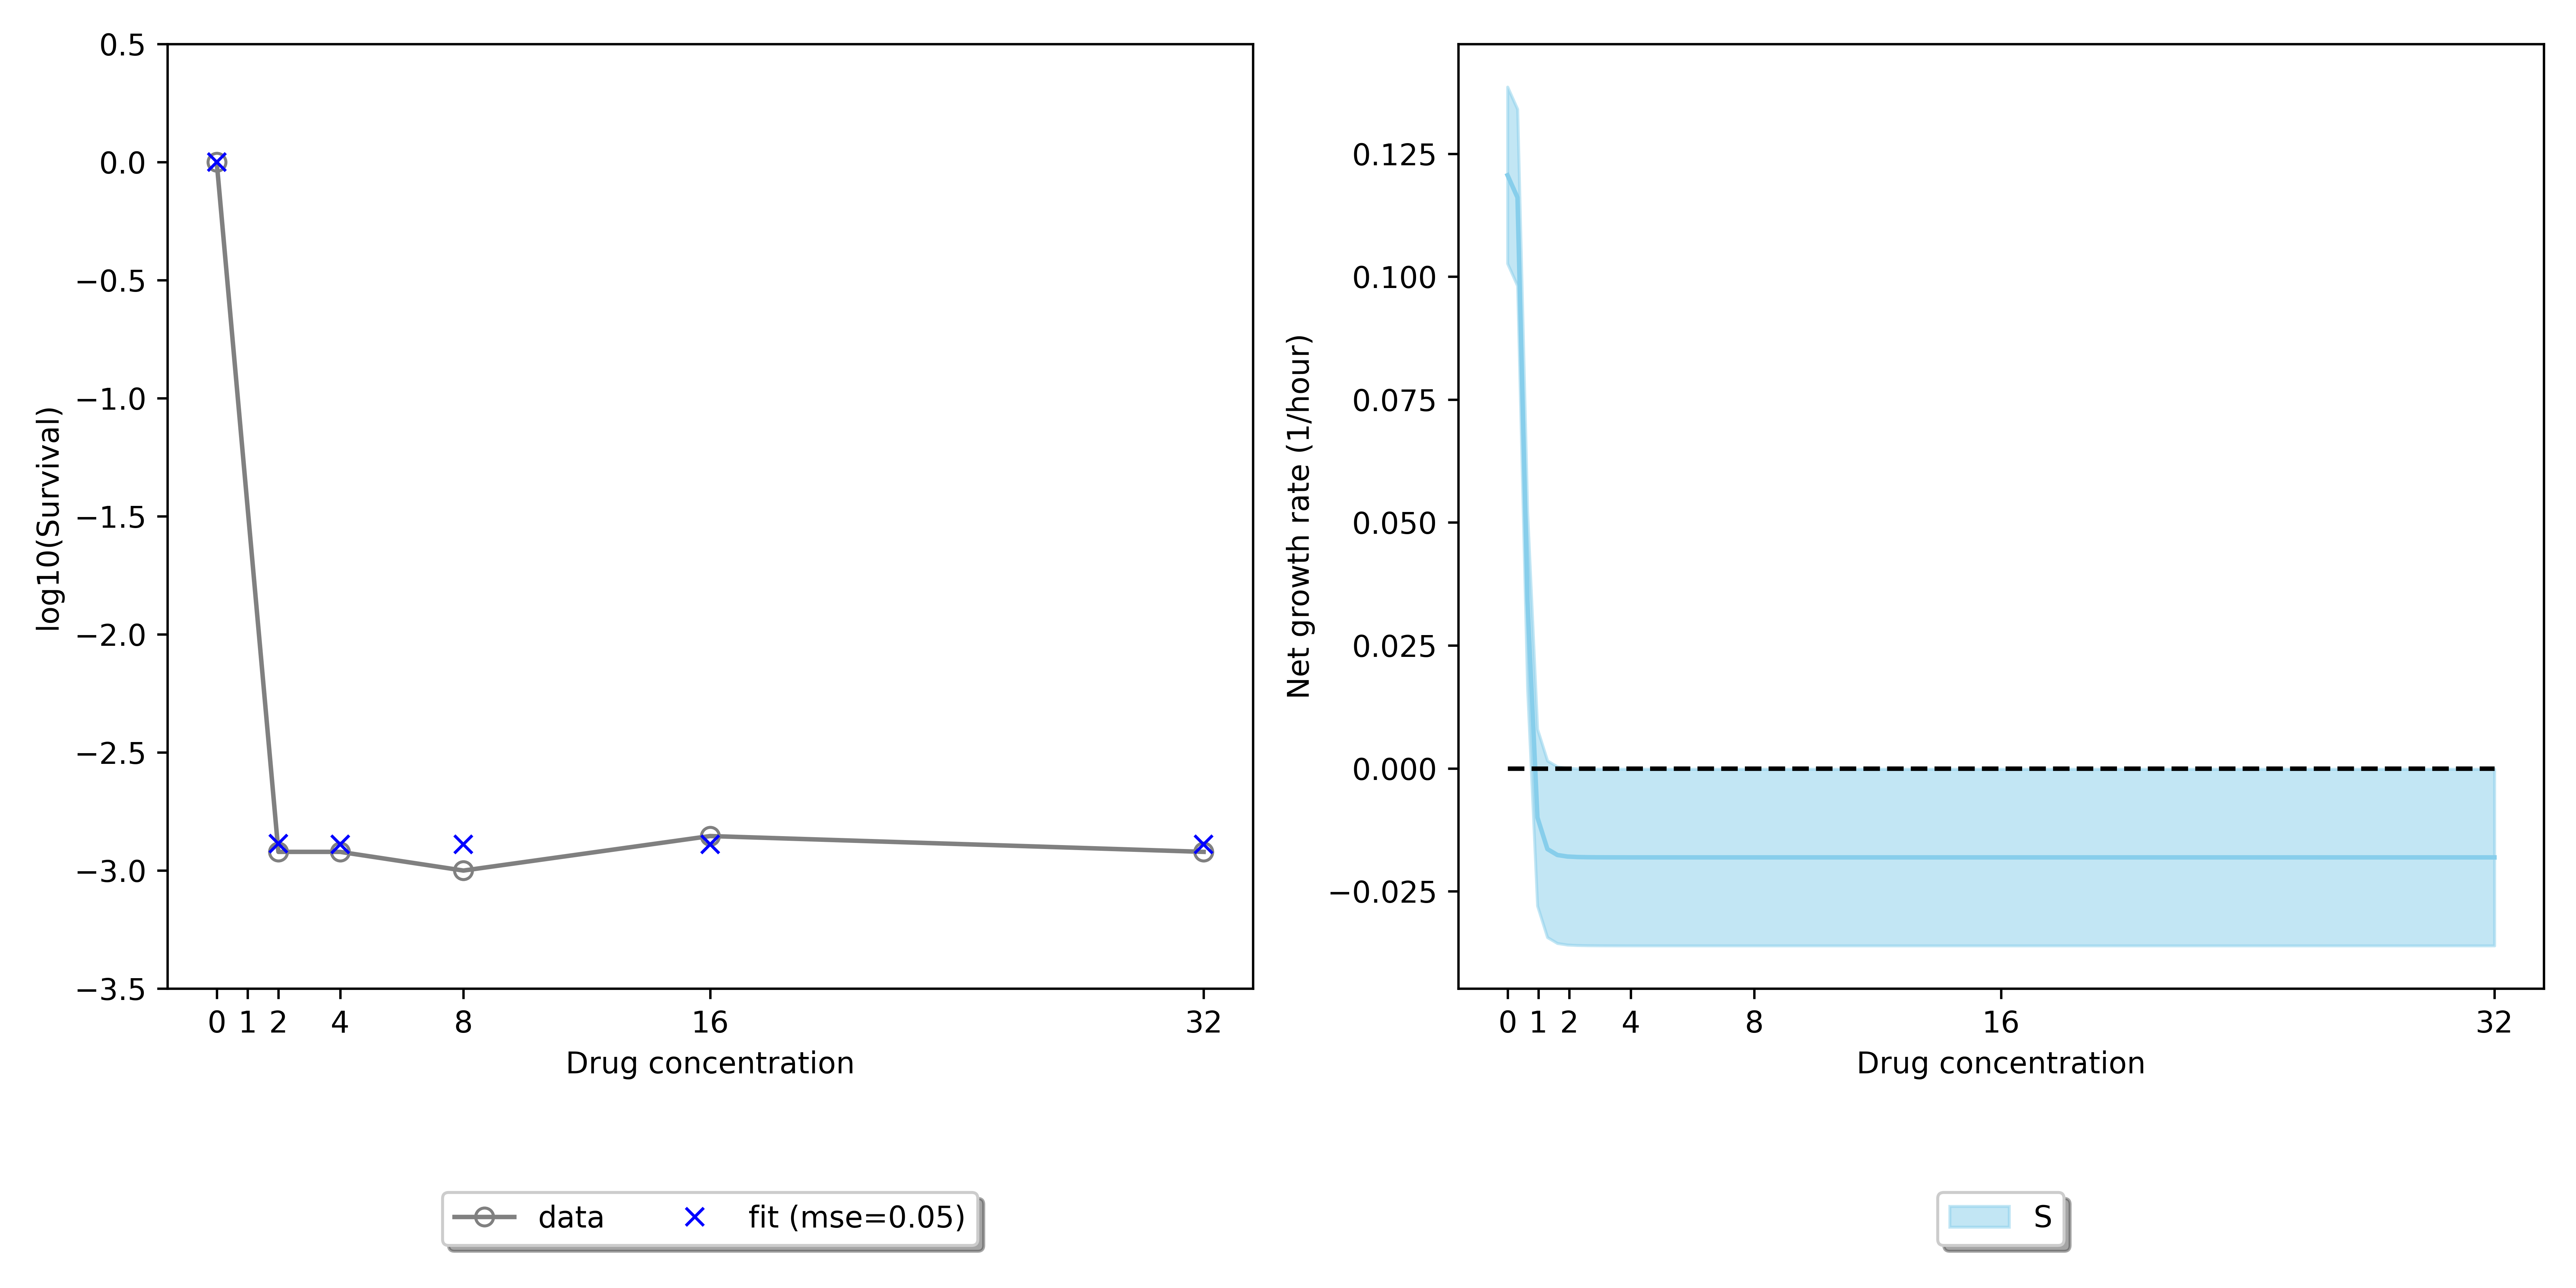 0.5
0.0
−0.5
−1.0
−1.5
−2.0
−2.5
−3.0
−3.5
log10(Survival)
0 1 2 4 8 16 32
Drug concentration
data fit (mse=0.05)
0.125
0.100
0.075
0.050
0.025
0.000
−0.025
Net growth rate (1/hour)
0 1 2 4 8 16 32
Drug concentration
S